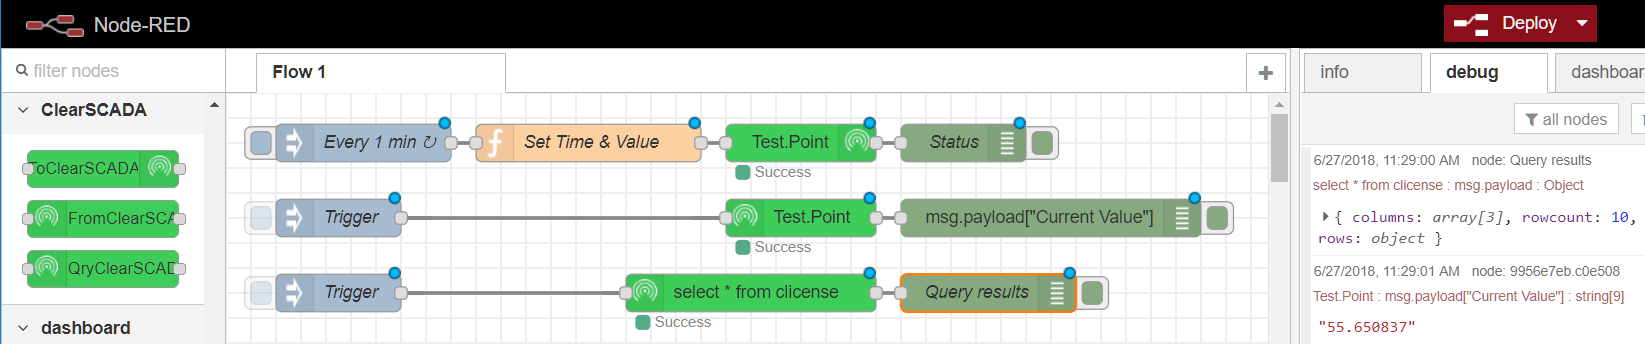 Node-RED
Deploy
filter nodes
Flow 1
info
debug
dashboar
ClearSCADA
all nodes
ToClearSCADA
FromClearSCA
QryClearSCAD
dashboard
Every 1 min ↻
Set Time & Value
Test.Point
Status
Success
Trigger
Test.Point
msg.payload["Current Value"]
Success
Trigger
select * from clicense
Query results
Success
6/27/2018, 11:29:00 AM node: Query results
select * from clicense : msg.payload : Object
{ columns: array[3], rowcount: 10,
rows: object }
6/27/2018, 11:29:01 AM node: 9956e7eb.c0e508
Test.Point : msg.payload["Current Value"] : string[9]
"55.650837"